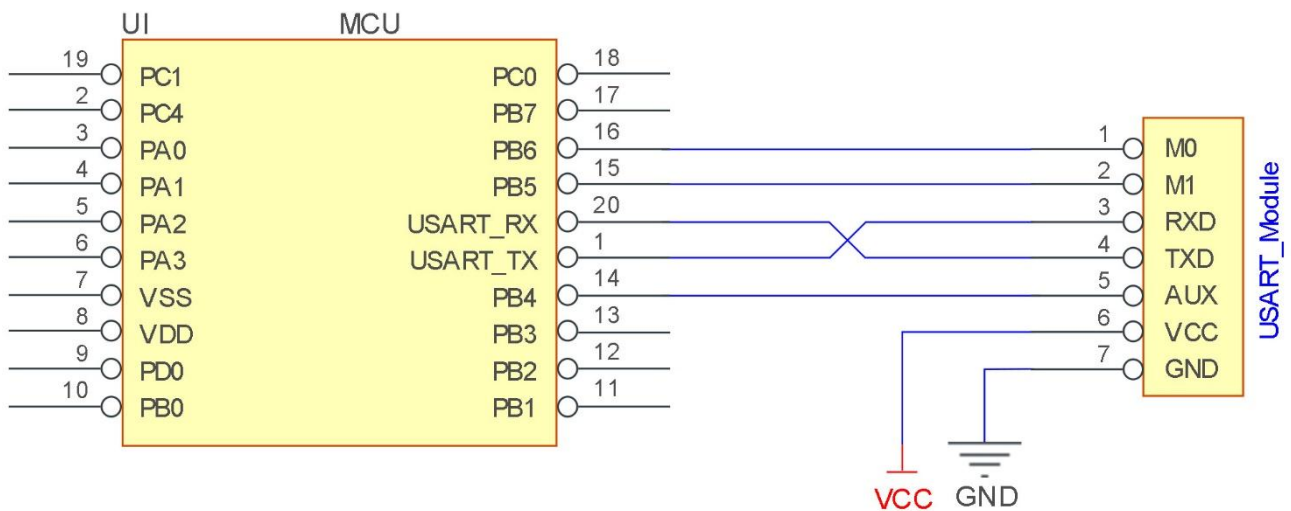 UI MCU
19 PC1 PC0 18
2 PC4 PB7 17
3 PA0 PB6 16 1 M0
4 PA1 PB5 15 2 M1
5 PA2 USART_RX 20 3 RXD
6 PA3 USART_TX 1 4 TXD
7 VSS PB4 14 5 AUX
8 VDD PB3 13 6 VCC
9 PD0 PB2 12 7 GND
10 PB0 PB1 11
USART_Module
VCC GND